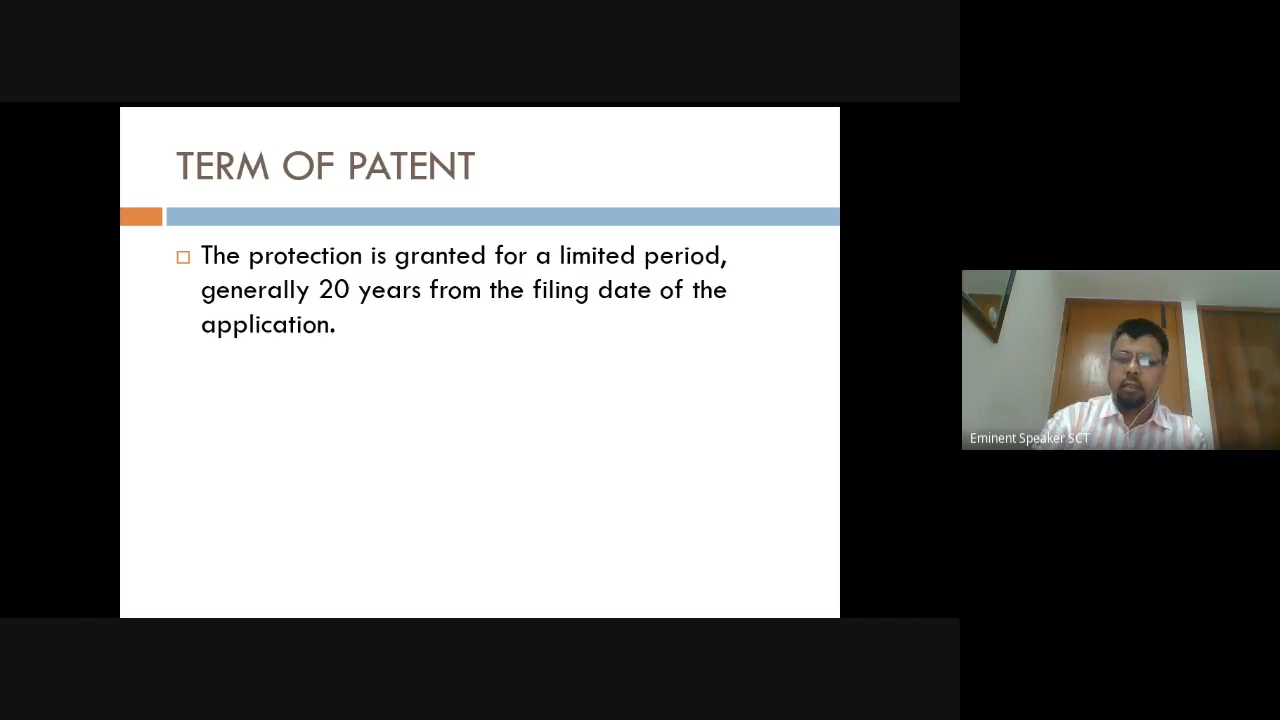 TERM OF PATENT
The protection is granted for a limited period,
generally 20 years from the filing date of the
application.
Eminent Speaker SCT